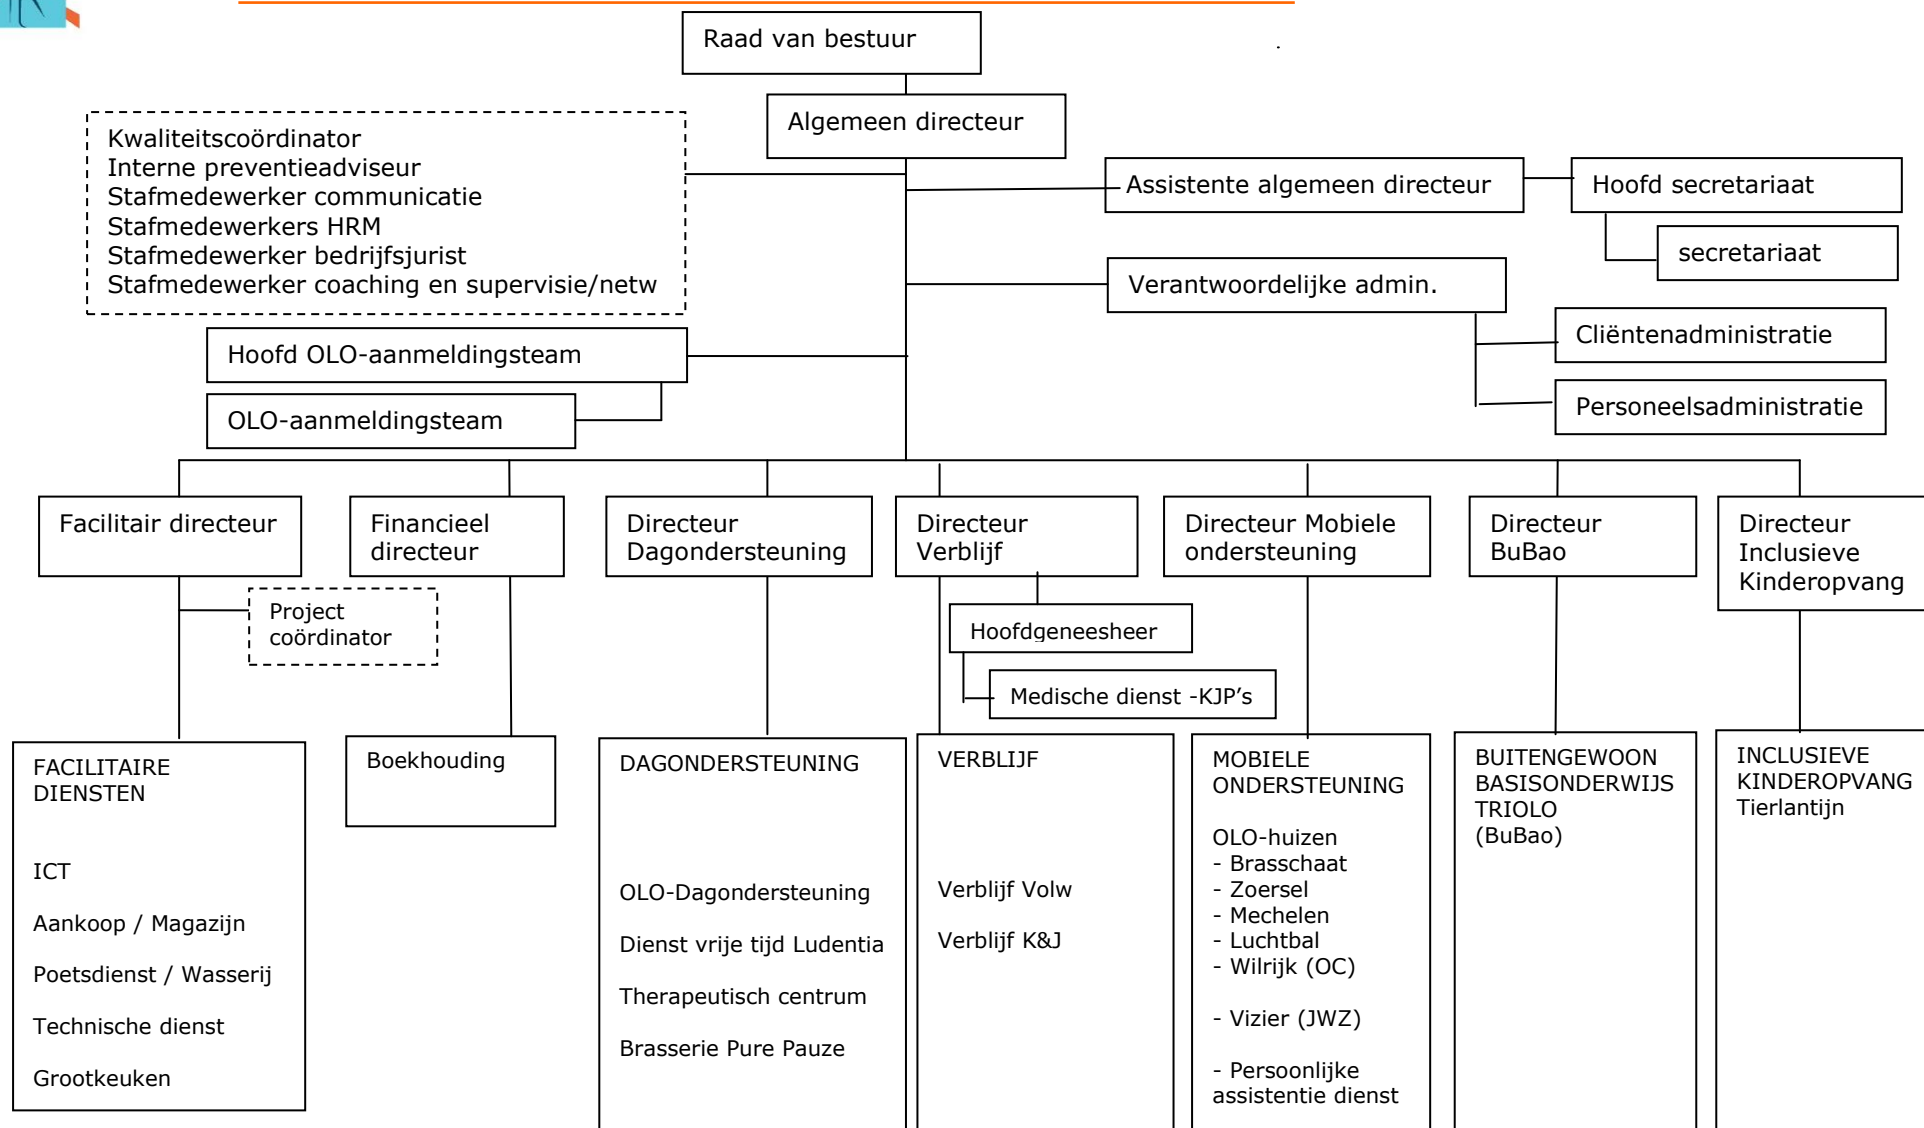 Raad van bestuur
Algemeen directeur
Kwaliteitscoördinator
Interne preventieadviseur
Stafmedewerker communicatie
Stafmedewerkers HRM
Stafmedewerker bedrijfsjurist
Stafmedewerker coaching en supervisie/netw
Assistente algemeen directeur
Hoofd secretariaat
secretariaat
Verantwoordelijke admin.
Cliëntenadministratie
Personeelsadministratie
Hoofd OLO-aanmeldingsteam
OLO-aanmeldingsteam
Facilitair directeur
Financieel
directeur
Directeur
Dagondersteuning
Directeur
Verblijf
Directeur Mobiele
ondersteuning
Directeur
BuBao
Directeur
Inclusieve
Kinderopvang
Project
coördinator
Hoofdgeneesheer
Medische dienst -KJP’s
FACILITAIRE
DIENSTEN
ICT
Aankoop / Magazijn
Poetsdienst / Wasserij
Technische dienst
Grootkeuken
Boekhouding
DAGONDERSTEUNING
OLO-Dagondersteuning
Dienst vrije tijd Ludentia
Therapeutisch centrum
Brasserie Pure Pauze
VERBLIJF
Verblijf Volw
Verblijf K&J
MOBIELE
ONDERSTEUNING
OLO-huizen
- Brasschaat
- Zoersel
- Mechelen
- Luchtbal
- Wilrijk (OC)
- Vizier (JWZ)
- Persoonlijke
assistentie dienst
BUITENGEWOON
BASISONDERWIJS
TRIOLO
(BuBao)
INCLUSIEVE
KINDEROPVANG
Tierlantijn